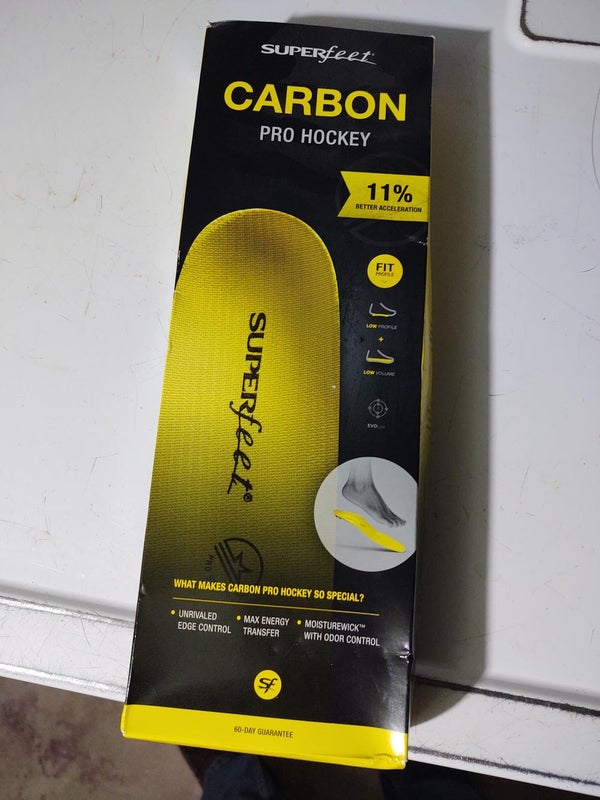 SUPERfeet®
CARBON
PRO HOCKEY
11%
BETTER ACCELERATION
FIT
PROFILE
LOW PROFILE
+
LOW VOLUME
SUPERfeet®
PRO
WHAT MAKES CARBON PRO HOCKEY SO SPECIAL?
• UNRIVALED
EDGE CONTROL
• MAX ENERGY
TRANSFER
• MOISTUREWICK™
WITH ODOR CONTROL
Sf
60-DAY GUARANTEE